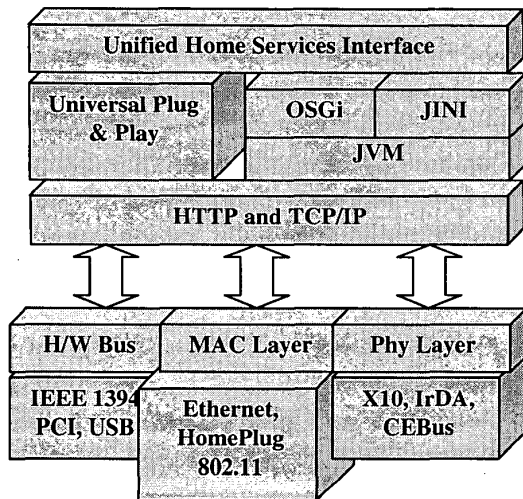 Unified Home Services Interface
Universal Plug
& Play
OSGi
JINI
JVM
HTTP and TCP/IP
H/W Bus
MAC Layer
Phy Layer
IEEE 1394
PCI, USB
Ethernet,
HomePlug
802.11
X10, IrDA,
CEBus